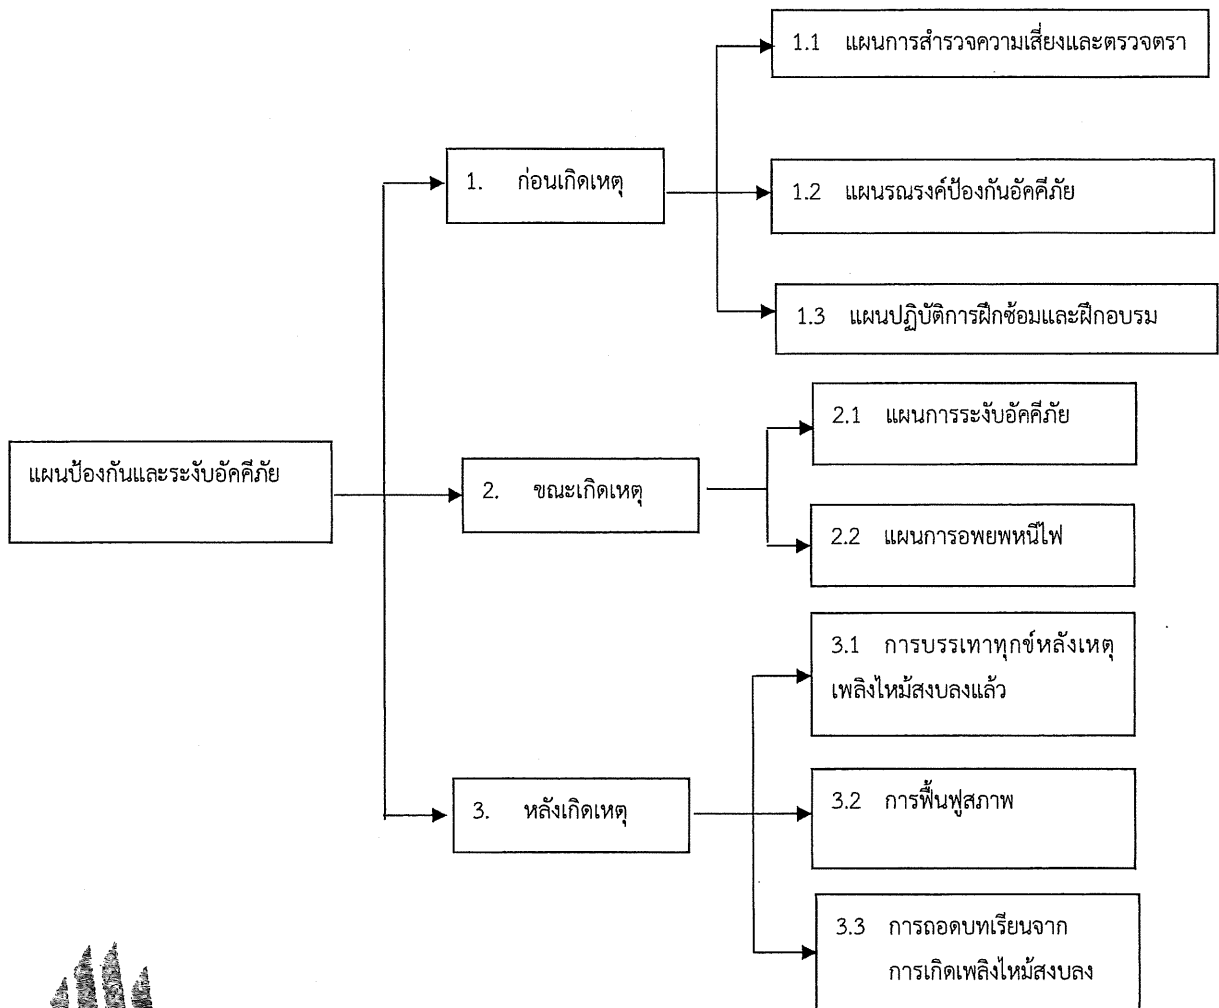 1.1 แผนการสำรวจความเสี่ยงและตรวจตรา
1. ก่อนเกิดเหตุ
1.2 แผนรณรงค์ป้องกันอัคคีภัย
1.3 แผนปฏิบัติการฝึกซ้อมและฝึกอบรม
แผนป้องกันและระงับอัคคีภัย
2. ขณะเกิดเหตุ
2.1 แผนการระงับอัคคีภัย
2.2 แผนการอพยพหนีไฟ
3. หลังเกิดเหตุ
3.1 การบรรเทาทุกข์หลังเหตุ
เพลิงไหม้สงบลงแล้ว
3.2 การฟื้นฟูสภาพ
3.3 การถอดบทเรียนจาก
การเกิดเพลิงไหม้สงบลง